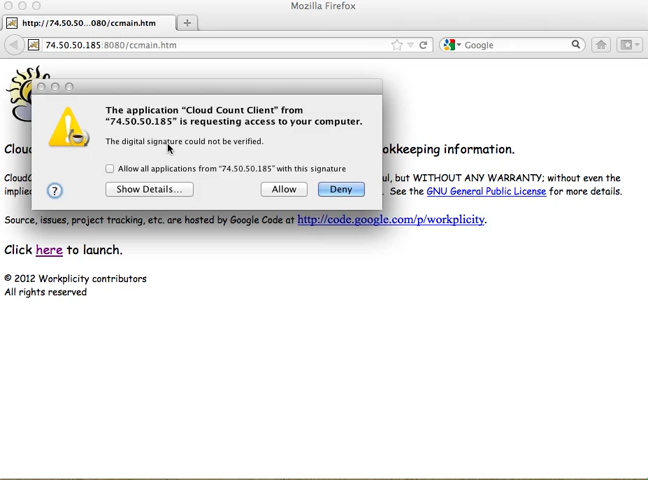 Mozilla Firefox
http://74.50.50...080/ccmain.htm
74.50.50.185:8080/ccmain.htm
Google
The application “Cloud Count Client” from
“74.50.50.185” is requesting access to your computer.
The digital signature could not be verified.
Allow all applications from “74.50.50.185” with this signature
? Show Details... Allow Deny
Clou okkeeping information.
Cloud ul, but WITHOUT ANY WARRANTY; without even the
implie See the GNU General Public License for more details.
Source, issues, project tracking, etc. are hosted by Google Code at http://code.google.com/p/workplicity.
Click here to launch.
© 2012 Workplicity contributors
All rights reserved